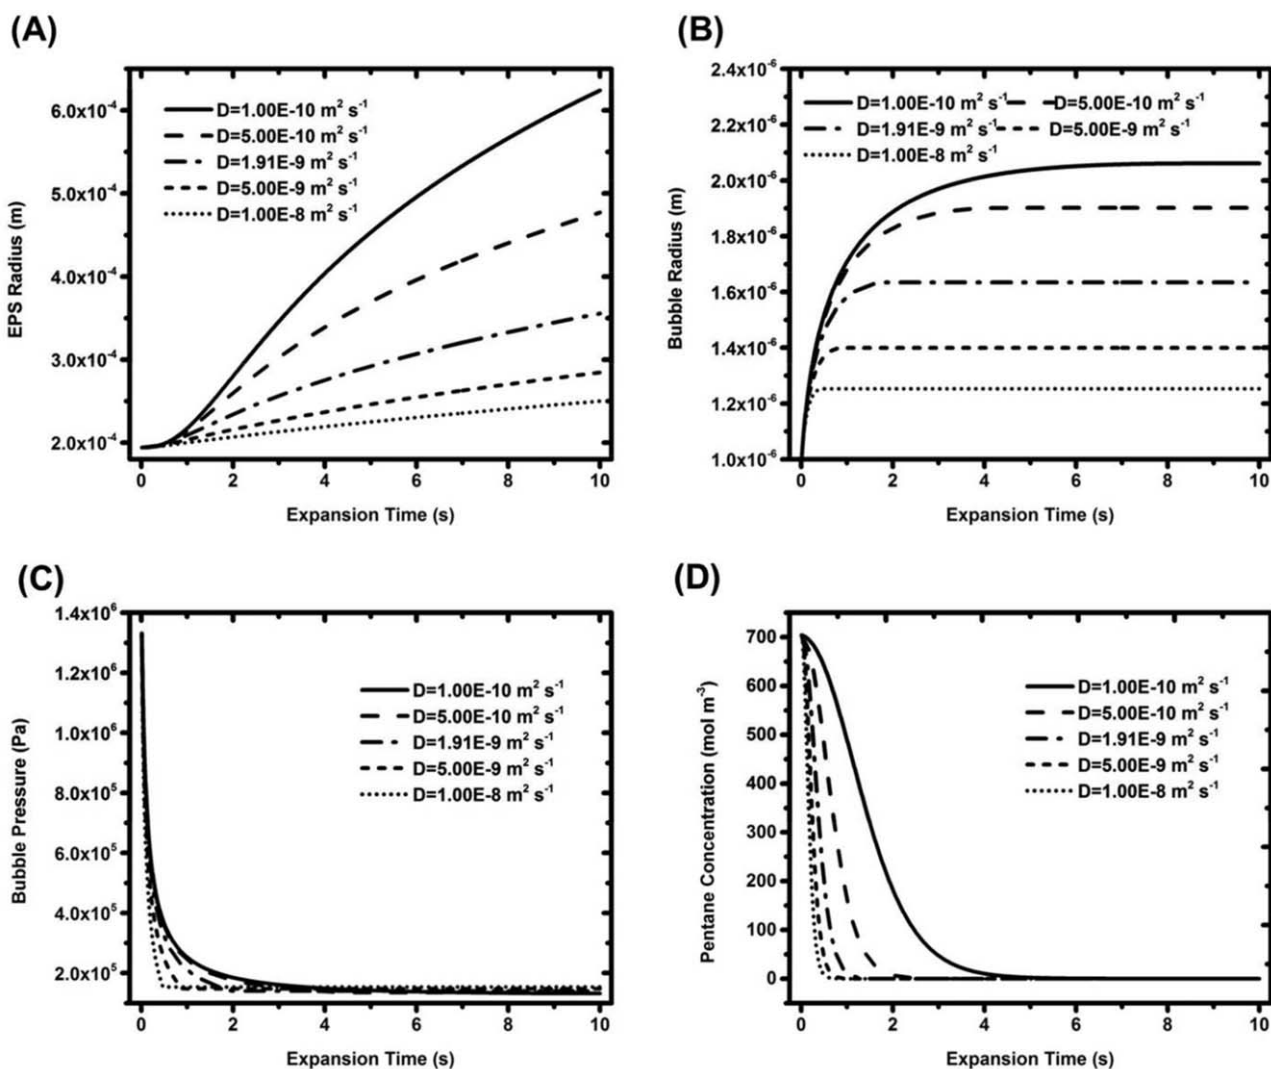 (A)
6.0x10⁻⁴
5.0x10⁻⁴
4.0x10⁻⁴
3.0x10⁻⁴
2.0x10⁻⁴
EPS Radius (m)
D=1.00E-10 m² s⁻¹
D=5.00E-10 m² s⁻¹
D=1.91E-9 m² s⁻¹
D=5.00E-9 m² s⁻¹
D=1.00E-8 m² s⁻¹
0 2 4 6 8 10
Expansion Time (s)
(B)
2.4x10⁻⁶
2.2x10⁻⁶
2.0x10⁻⁶
1.8x10⁻⁶
1.6x10⁻⁶
1.4x10⁻⁶
1.2x10⁻⁶
1.0x10⁻⁶
Bubble Radius (m)
D=1.00E-10 m² s⁻¹ D=5.00E-10 m² s⁻¹
D=1.91E-9 m² s⁻¹ D=5.00E-9 m² s⁻¹
D=1.00E-8 m² s⁻¹
0 2 4 6 8 10
Expansion Time (s)
(C)
1.4x10⁶
1.2x10⁶
1.0x10⁶
8.0x10⁵
6.0x10⁵
4.0x10⁵
2.0x10⁵
Bubble Pressure (Pa)
D=1.00E-10 m² s⁻¹
D=5.00E-10 m² s⁻¹
D=1.91E-9 m² s⁻¹
D=5.00E-9 m² s⁻¹
D=1.00E-8 m² s⁻¹
0 2 4 6 8 10
Expansion Time (s)
(D)
700
600
500
400
300
200
100
0
Pentane Concentration (mol m⁻³)
D=1.00E-10 m² s⁻¹
D=5.00E-10 m² s⁻¹
D=1.91E-9 m² s⁻¹
D=5.00E-9 m² s⁻¹
D=1.00E-8 m² s⁻¹
0 2 4 6 8 10
Expansion Time (s)